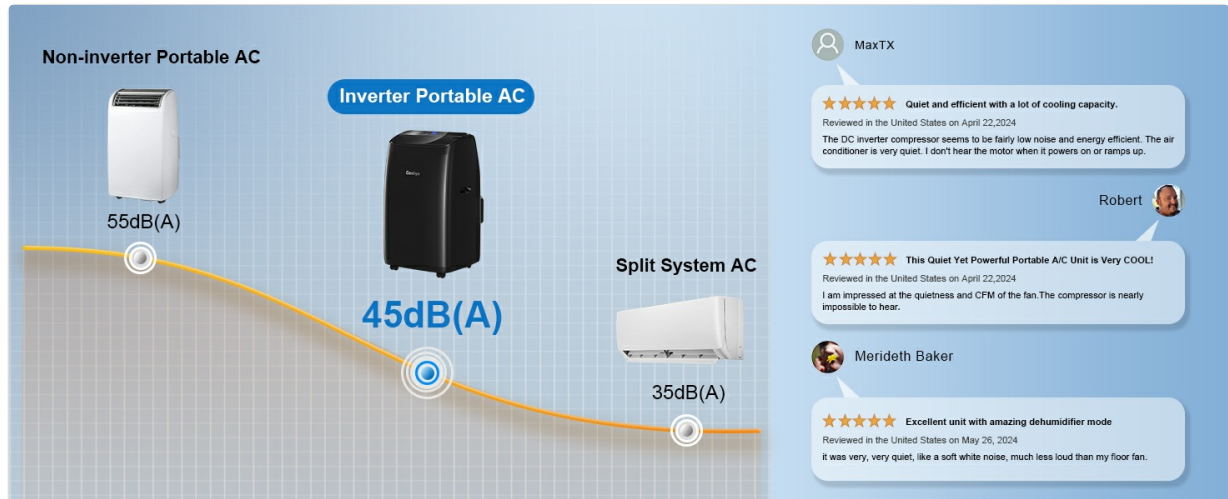 Non-inverter Portable AC
55dB(A)
Inverter Portable AC
45dB(A)
Split System AC
35dB(A)
MaxTX
Quiet and efficient with a lot of cooling capacity.
Reviewed in the United States on April 22,2024
The DC inverter compressor seems to be fairly low noise and energy efficient. The air
conditioner is very quiet. I don't hear the motor when it powers on or ramps up.
Robert
This Quiet Yet Powerful Portable A/C Unit is Very COOL!
Reviewed in the United States on April 22,2024
I am impressed at the quietness and CFM of the fan.The compressor is nearly
impossible to hear.
Merideth Baker
Excellent unit with amazing dehumidifier mode
Reviewed in the United States on May 26, 2024
it was very, very quiet, like a soft white noise, much less loud than my floor fan.